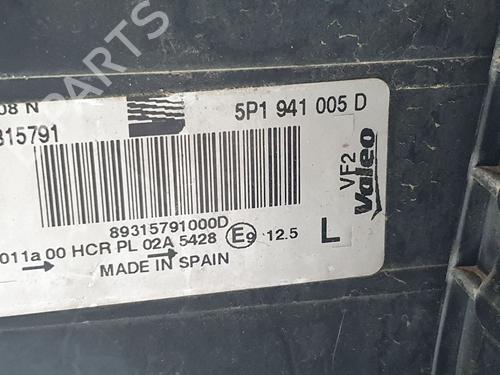 PARTS
08 N
5P1 941 005 D
315791
89315791000D
011a 00 HCR PL 02A 5428 E9 12.5 L
MADE IN SPAIN
VF2
Valeo